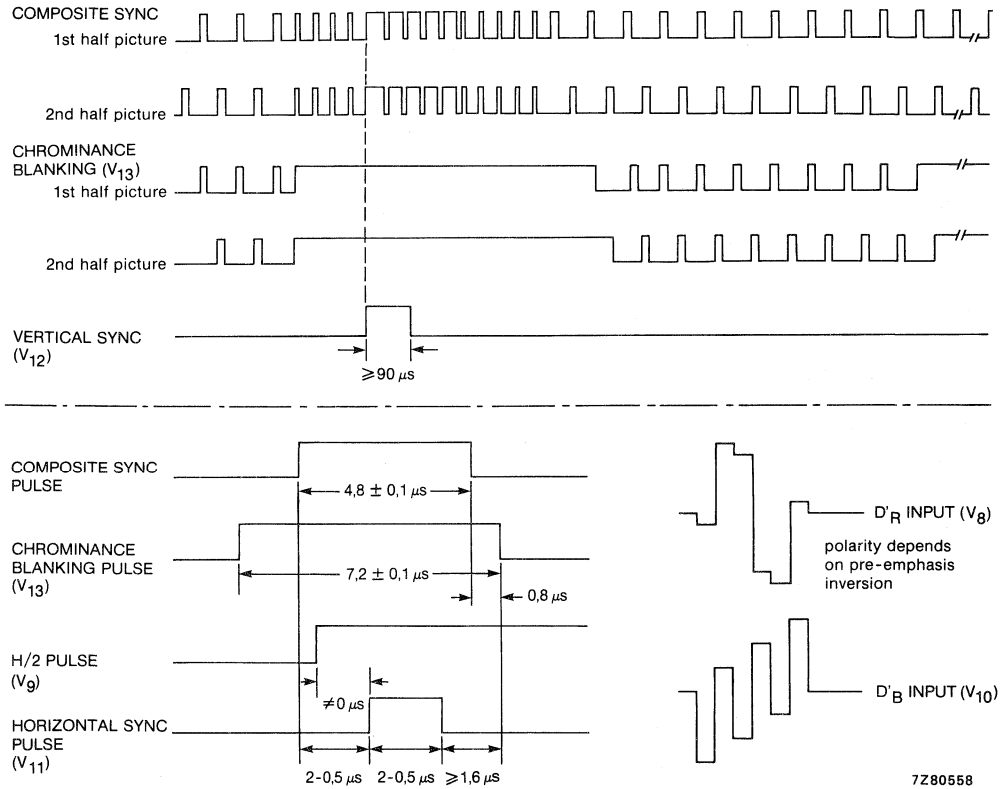 COMPOSITE SYNC
1st half picture
2nd half picture
CHROMINANCE
BLANKING (V13)
1st half picture
2nd half picture
VERTICAL SYNC
(V12)
≥90 µs
COMPOSITE SYNC
PULSE
4,8 ± 0,1 µs
CHROMINANCE
BLANKING PULSE
(V13)
7,2 ± 0,1 µs
0,8 µs
H/2 PULSE
(V9)
≠0 µs
HORIZONTAL SYNC
PULSE
(V11)
2-0,5 µs 2-0,5 µs ≥1,6 µs
D'R INPUT (V8)
polarity depends
on pre-emphasis
inversion
D'B INPUT (V10)
7Z80558